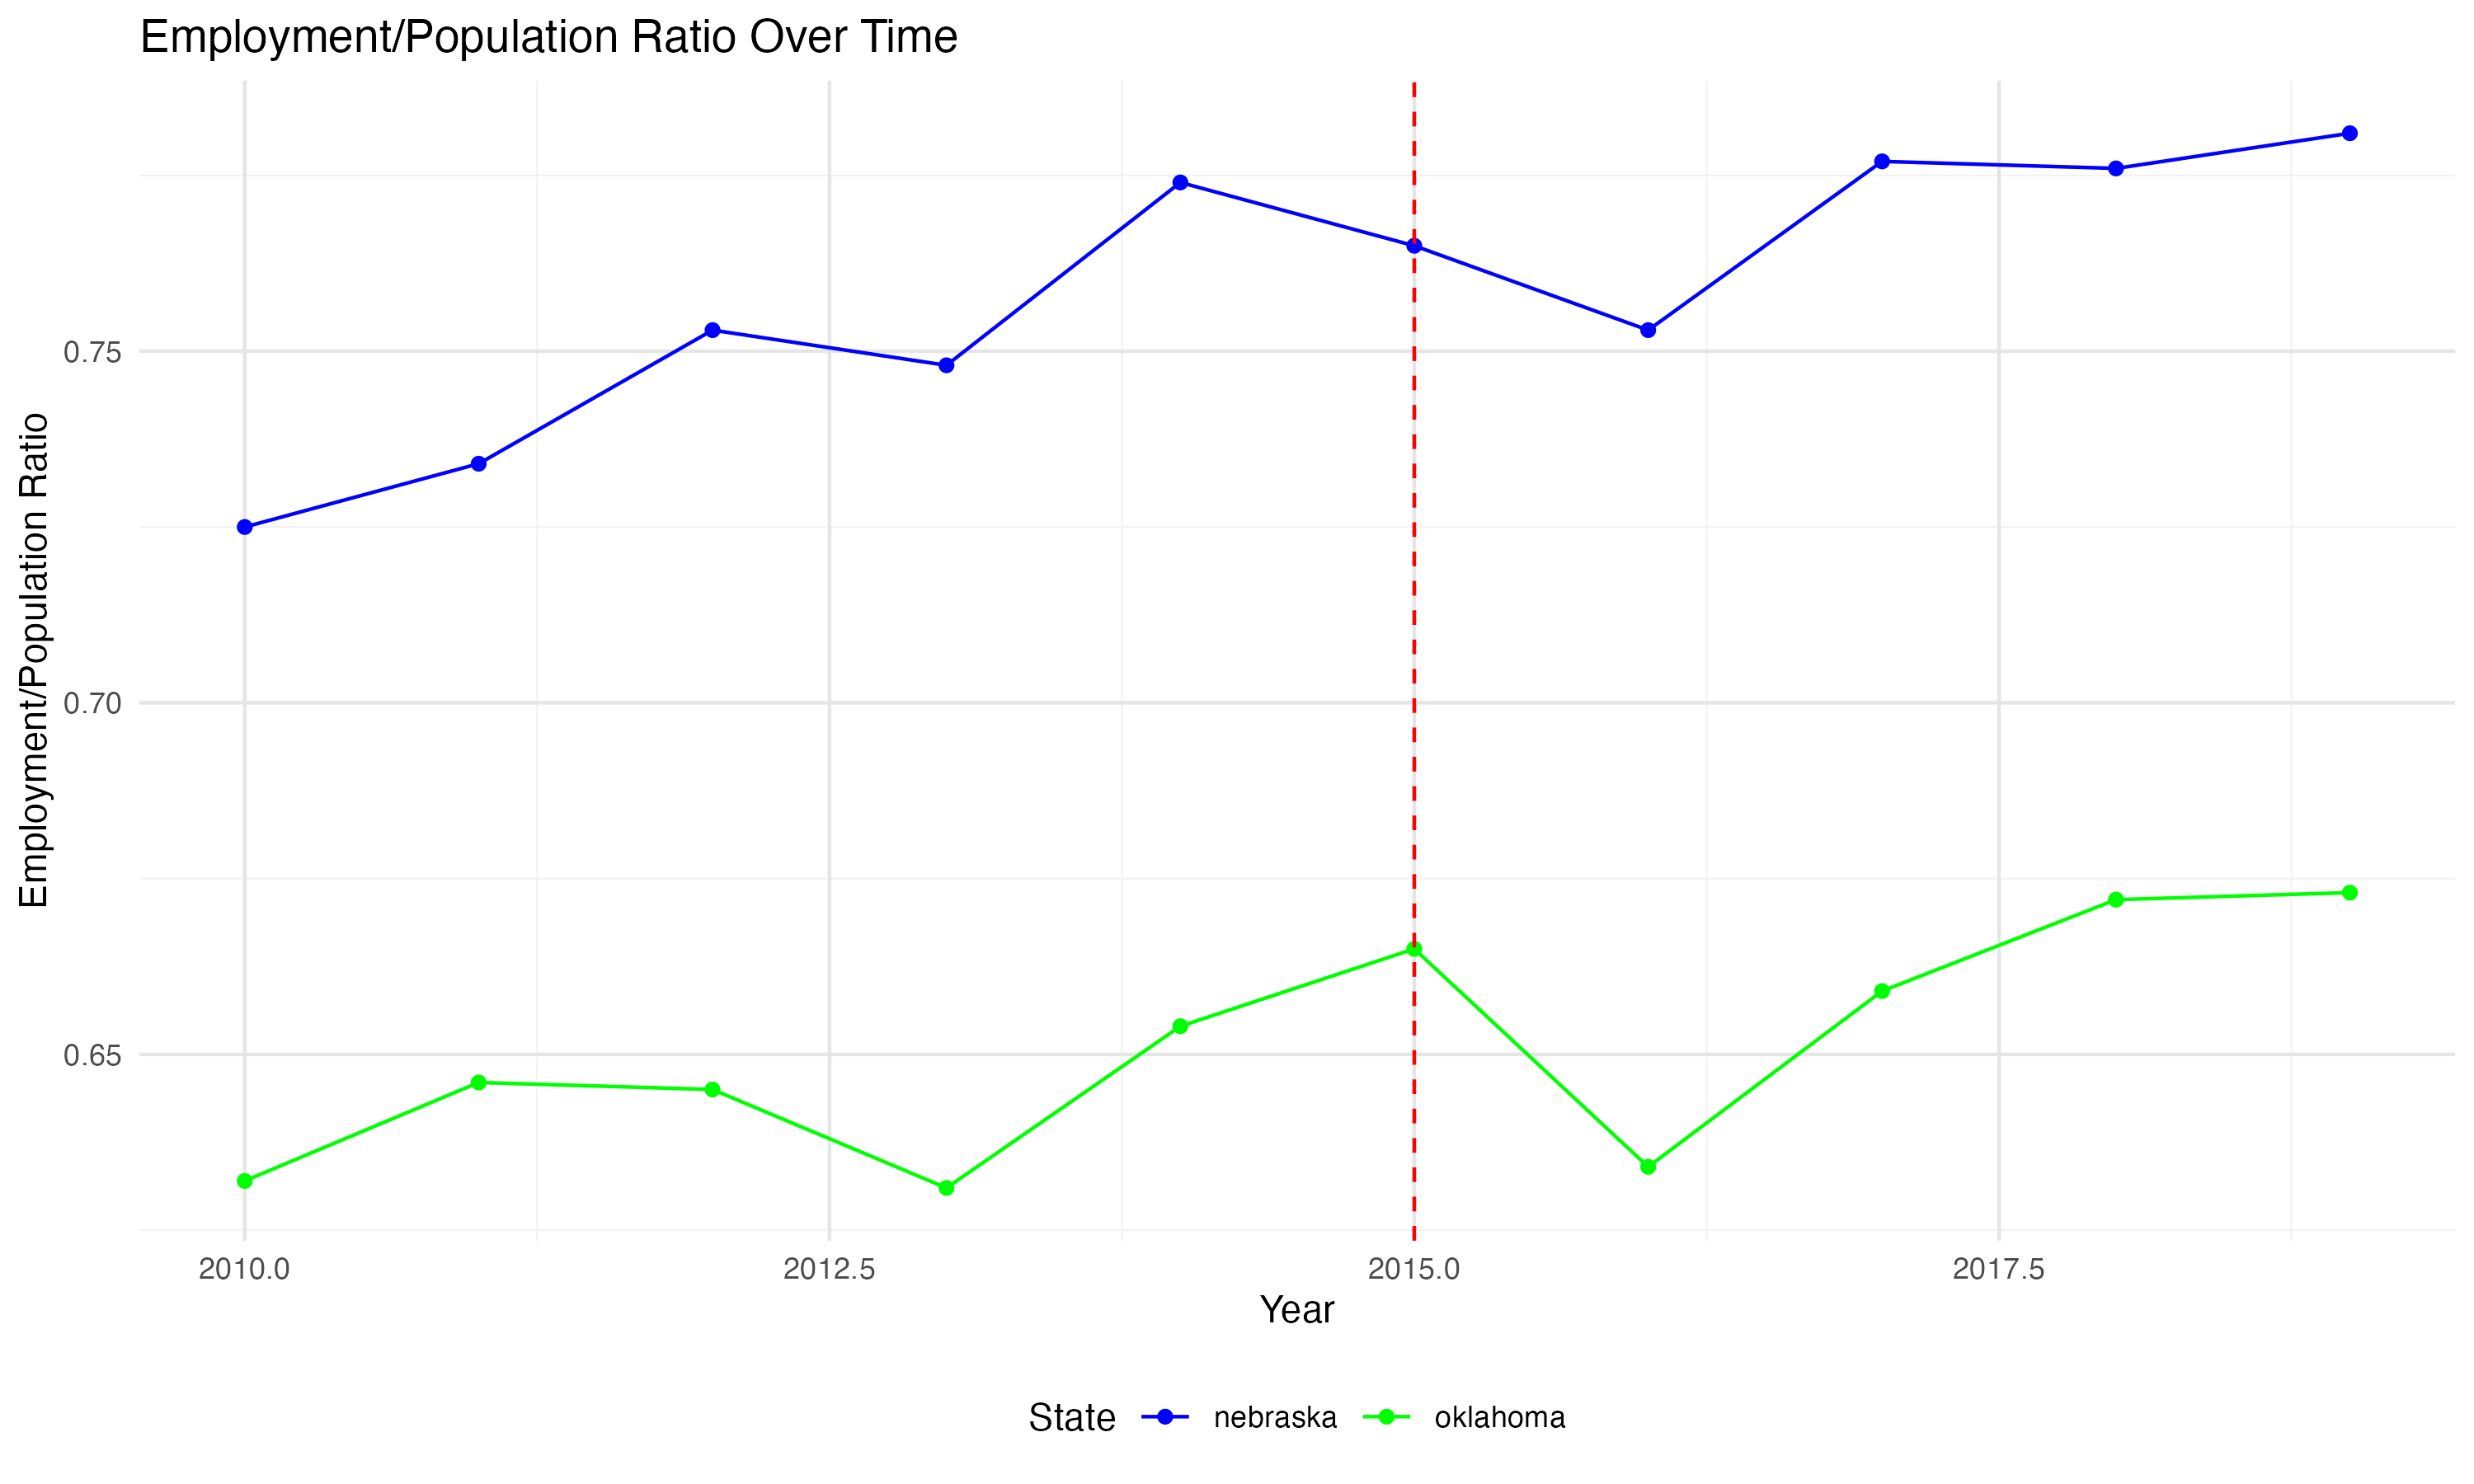 Employment/Population Ratio Over Time
Employment/Population Ratio
0.75
0.70
0.65
2010.0 2012.5 2015.0 2017.5
Year
State nebraska oklahoma